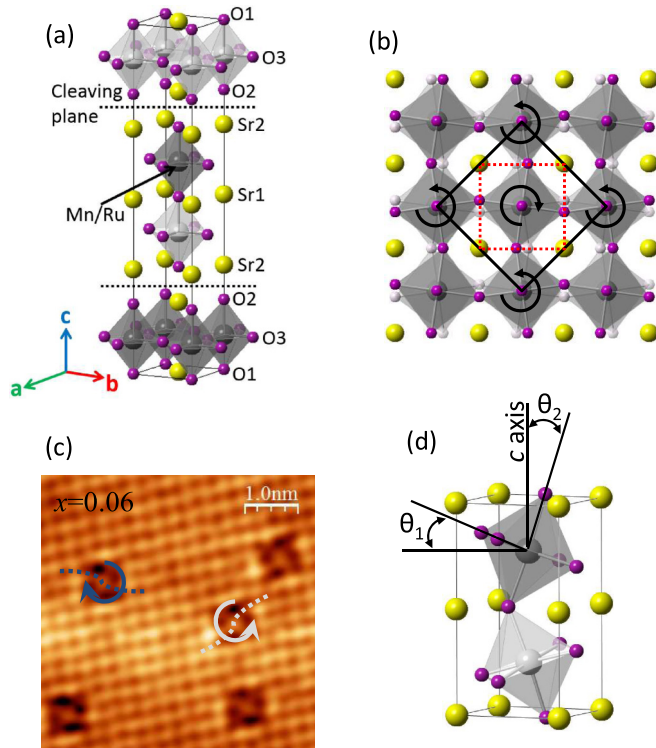 (a)
O1
O3
Cleaving
plane
O2
Sr2
Sr1
Mn/Ru
Sr2
O2
O3
O1
c
a
b
(b)
(c)
x=0.06
1.0nm
(d)
c axis
θ2
θ1